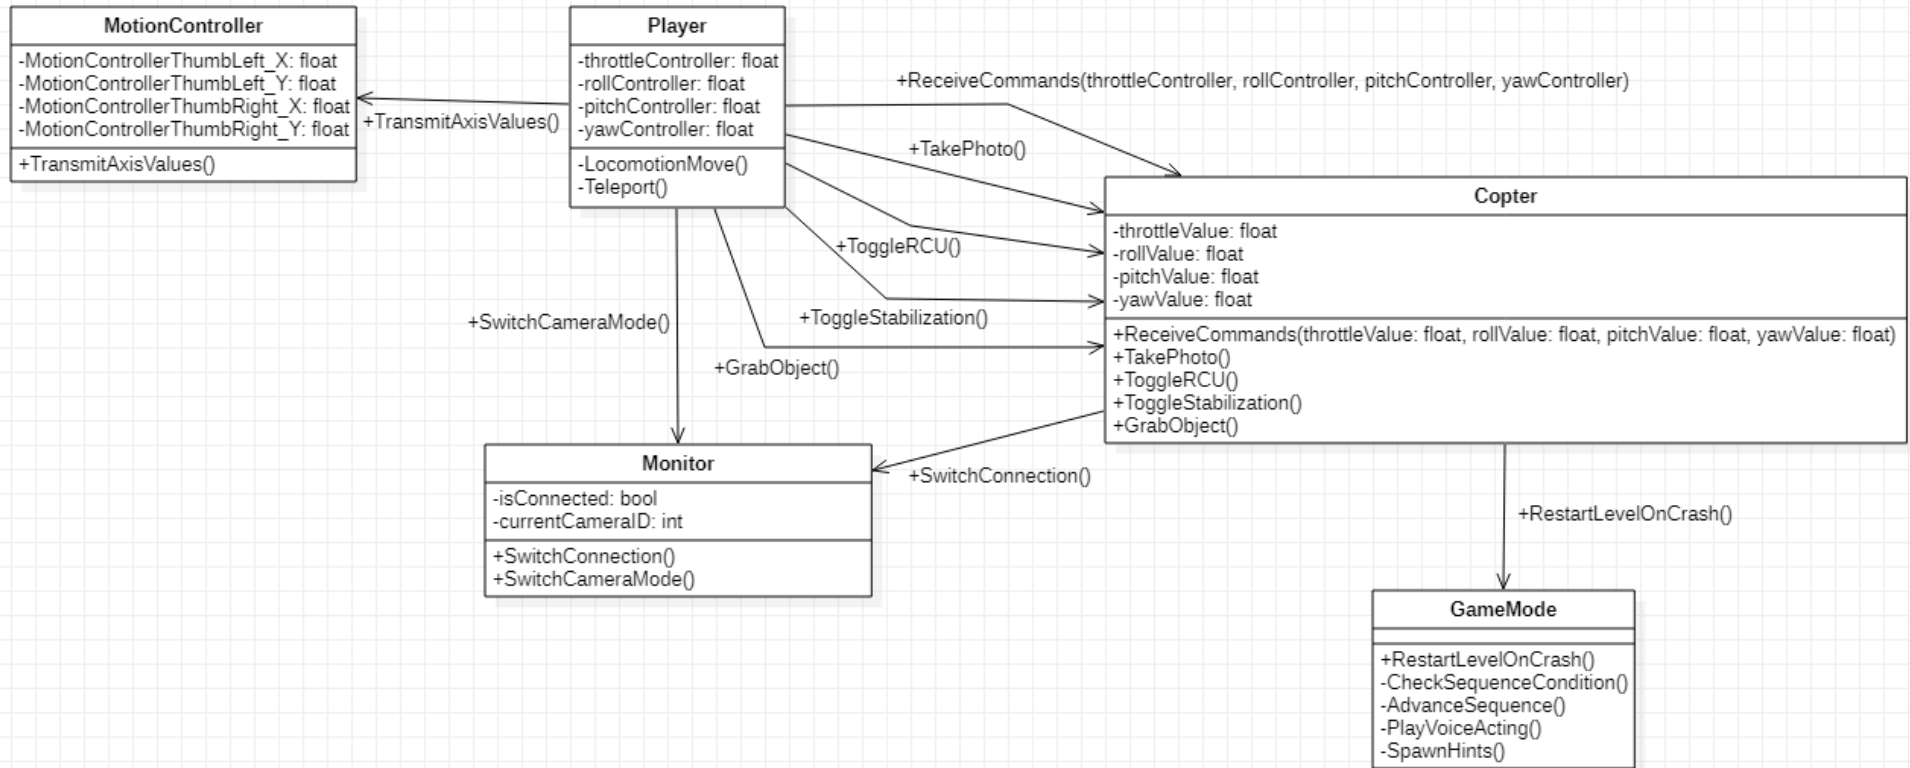 MotionController
-MotionControllerThumbLeft_X: float
-MotionControllerThumbLeft_Y: float
-MotionControllerThumbRight_X: float
-MotionControllerThumbRight_Y: float
+TransmitAxisValues()
+TransmitAxisValues()
Player
-throttleController: float
-rollController: float
-pitchController: float
-yawController: float
-LocomotionMove()
-Teleport()
+ReceiveCommands(throttleController, rollController, pitchController, yawController)
+TakePhoto()
+ToggleRCU()
+ToggleStabilization()
+GrabObject()
+SwitchCameraMode()
Copter
-throttleValue: float
-rollValue: float
-pitchValue: float
-yawValue: float
+ReceiveCommands(throttleValue: float, rollValue: float, pitchValue: float, yawValue: float)
+TakePhoto()
+ToggleRCU()
+ToggleStabilization()
+GrabObject()
Monitor
-isConnected: bool
-currentCameraID: int
+SwitchConnection()
+SwitchCameraMode()
+SwitchConnection()
+RestartLevelOnCrash()
GameMode
+RestartLevelOnCrash()
-CheckSequenceCondition()
-AdvanceSequence()
-PlayVoiceActing()
-SpawnHints()